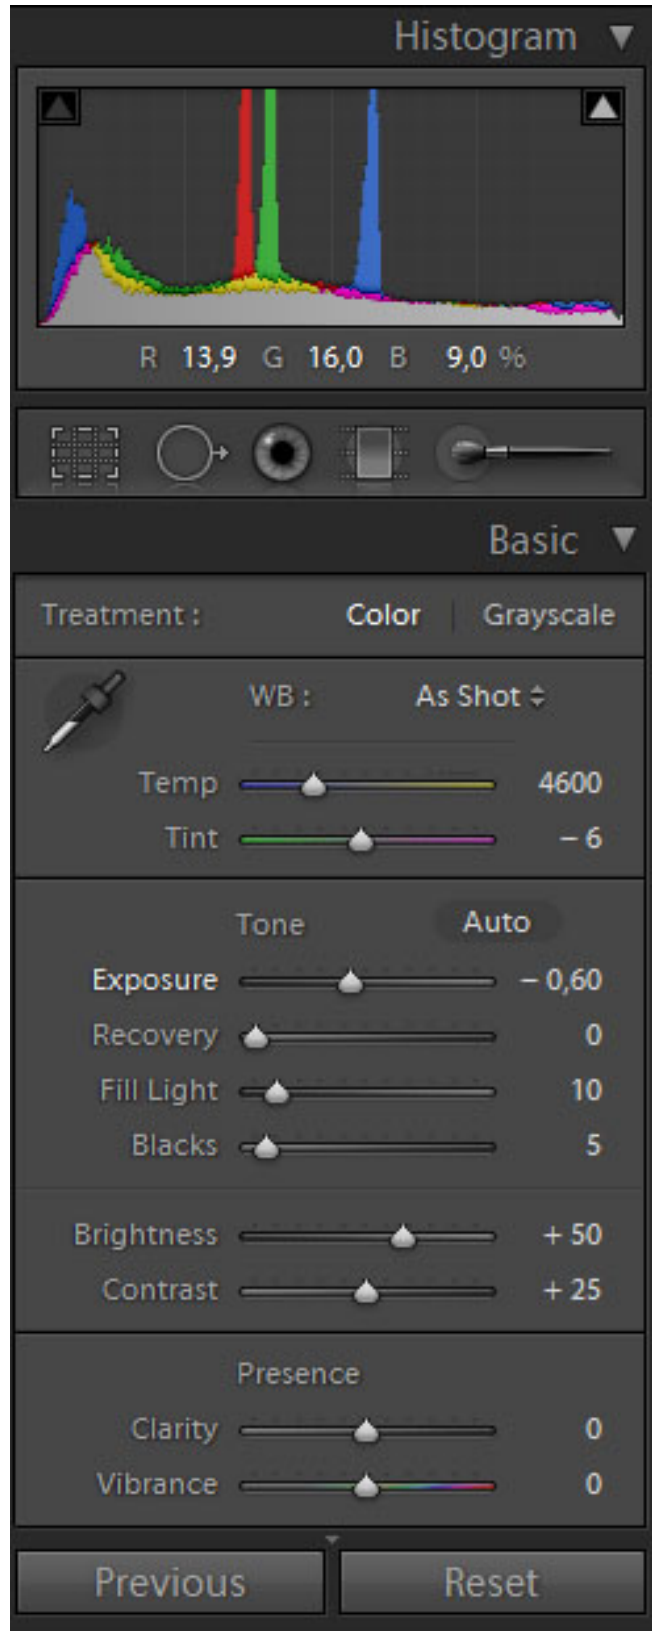 Histogram
R 13,9 G 16,0 B 9,0 %
Basic
Treatment : Color Grayscale
WB : As Shot
Temp 4600
Tint – 6
Tone Auto
Exposure – 0,60
Recovery 0
Fill Light 10
Blacks 5
Brightness + 50
Contrast + 25
Presence
Clarity 0
Vibrance 0
Previous Reset